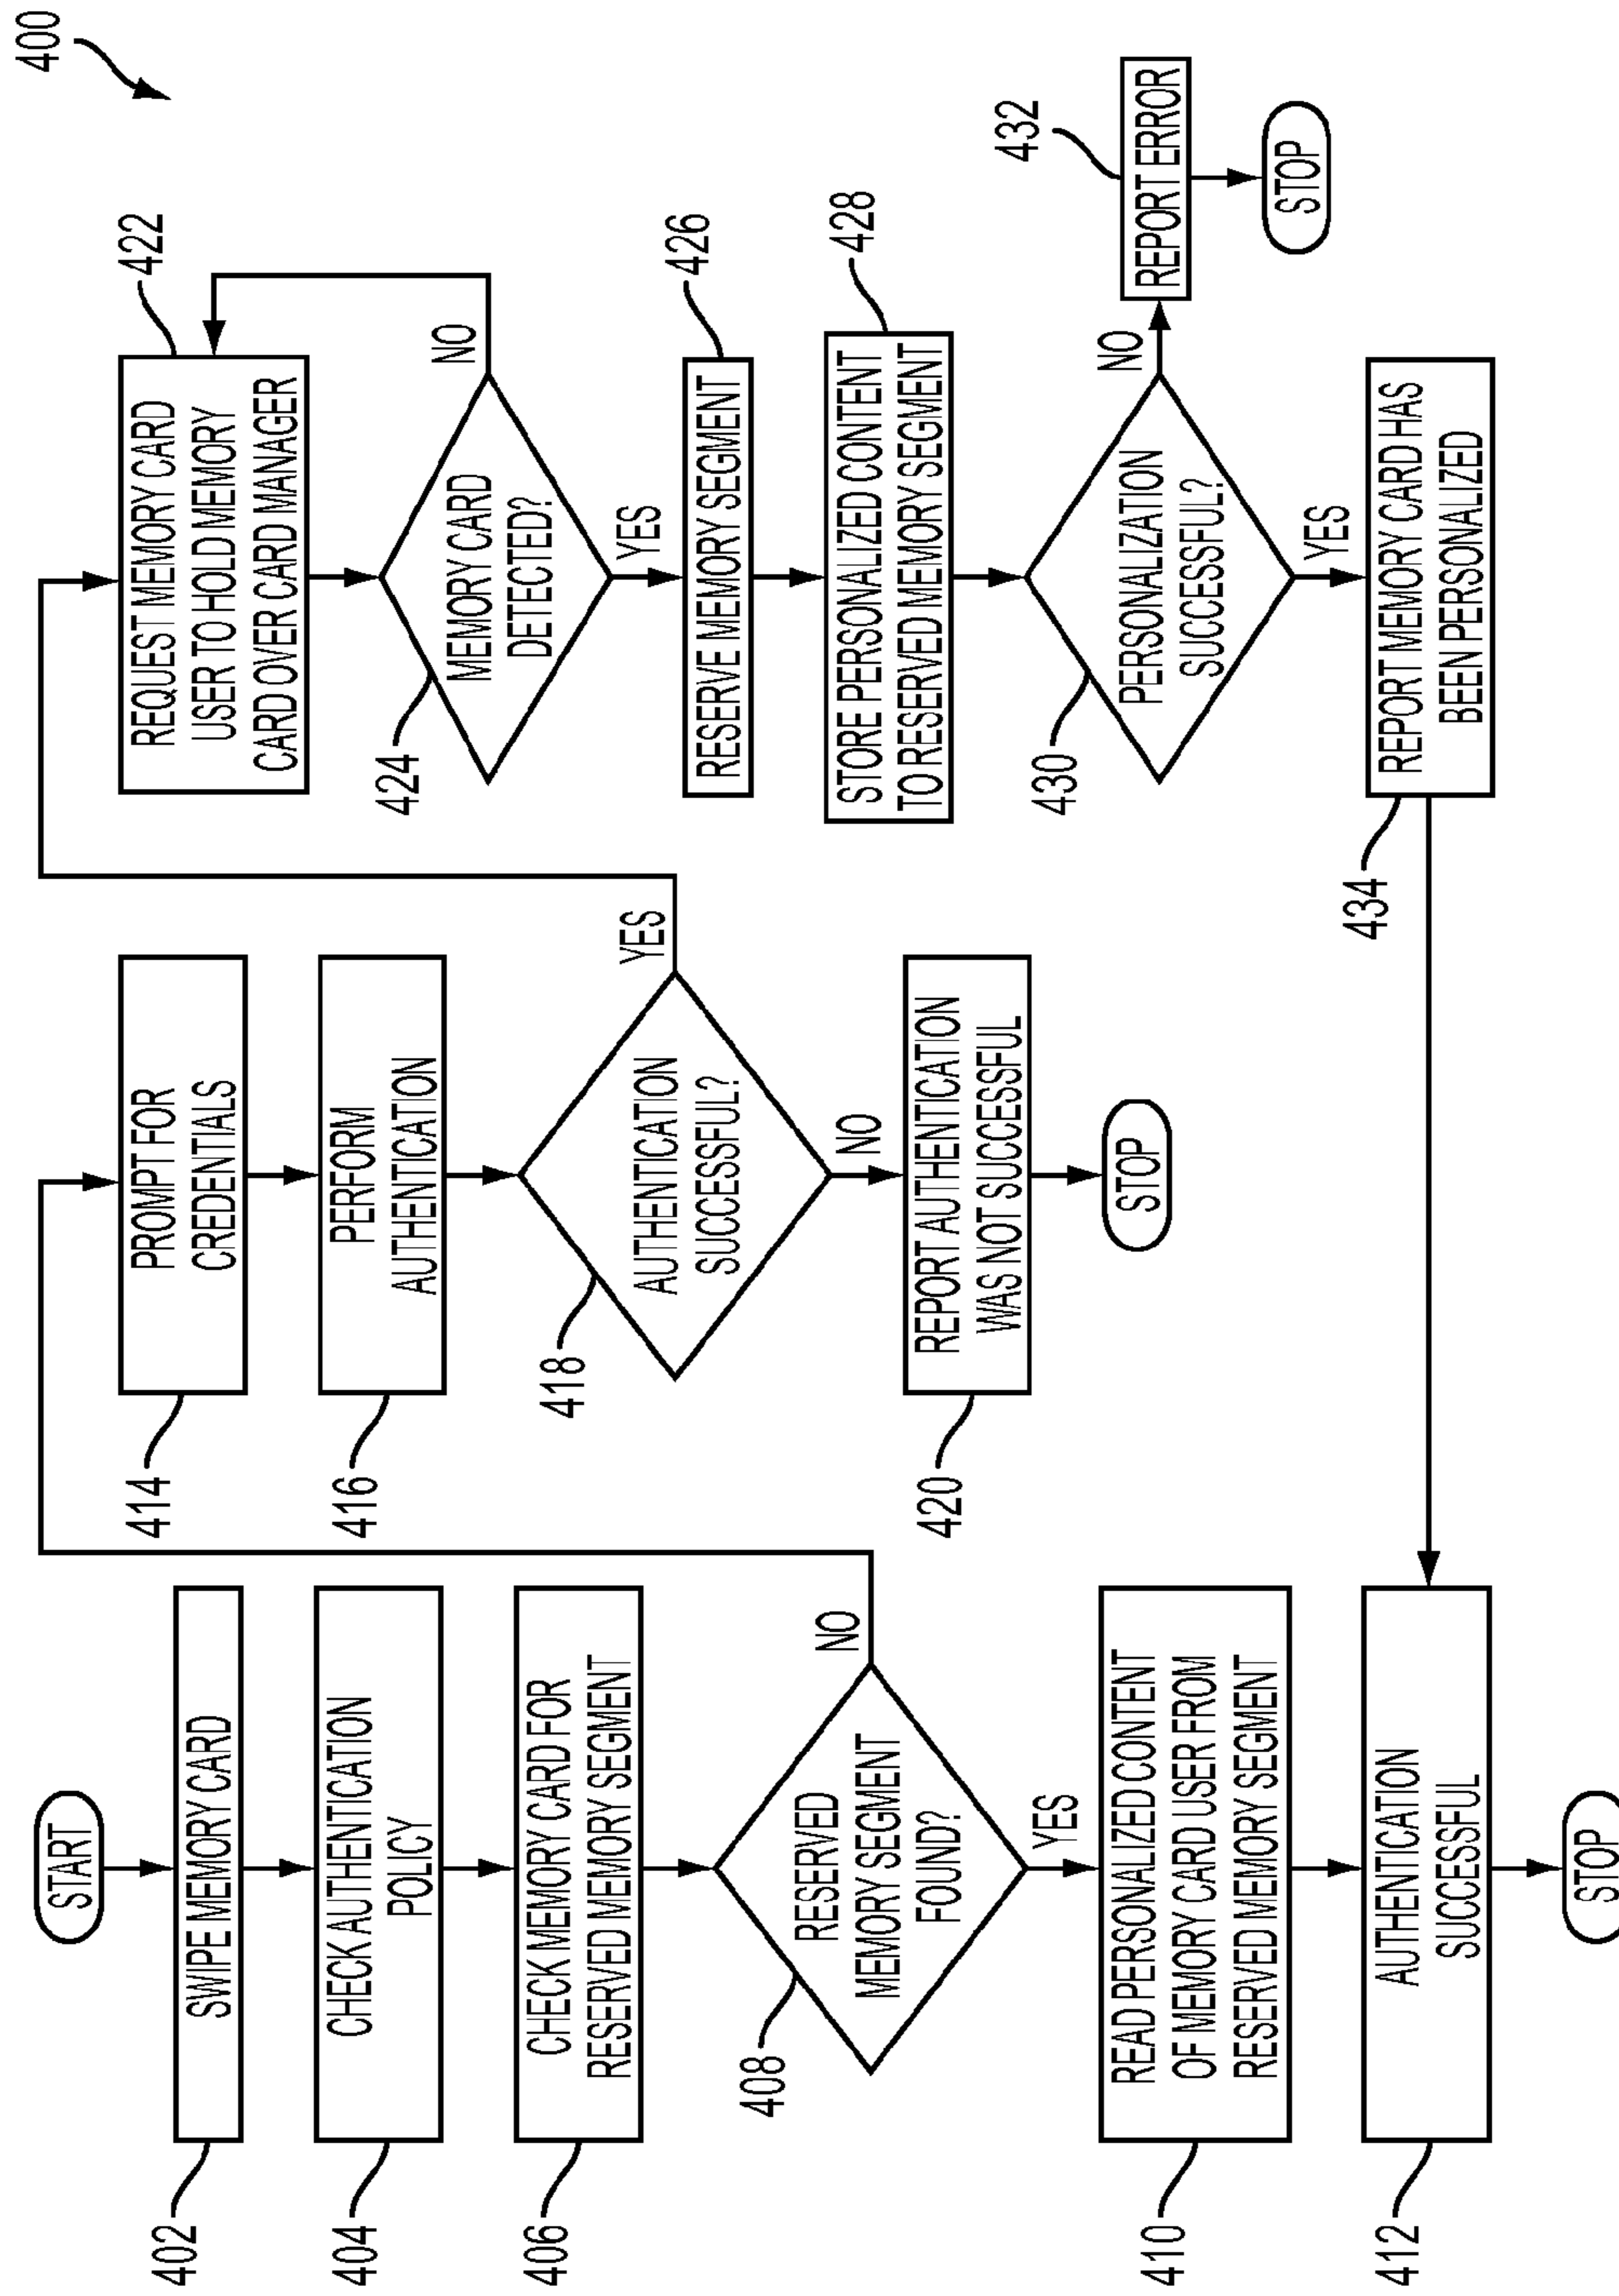 400
START
402
SWIPE MEMORY CARD
404
CHECK AUTHENTICATION
POLICY
406
CHECK MEMORY CARD FOR
RESERVED MEMORY SEGMENT
408
RESERVED
MEMORY SEGMENT
FOUND?
NO
YES
410
READ PERSONALIZED CONTENT
OF MEMORY CARD USER FROM
RESERVED MEMORY SEGMENT
412
AUTHENTICATION
SUCCESSFUL
STOP
414
PROMPT FOR
CREDENTIALS
416
PERFORM
AUTHENTICATION
418
AUTHENTICATION
SUCCESSFUL?
YES
NO
420
REPORT AUTHENTICATION
WAS NOT SUCCESSFUL
STOP
422
REQUEST MEMORY CARD
USER TO HOLD MEMORY
CARD OVER CARD MANAGER
424
MEMORY CARD
DETECTED?
NO
YES
426
RESERVE MEMORY SEGMENT
428
STORE PERSONALIZED CONTENT
TO RESERVED MEMORY SEGMENT
430
PERSONALIZATION
SUCCESSFUL?
NO
YES
432
REPORT ERROR
STOP
434
REPORT MEMORY CARD HAS
BEEN PERSONALIZED